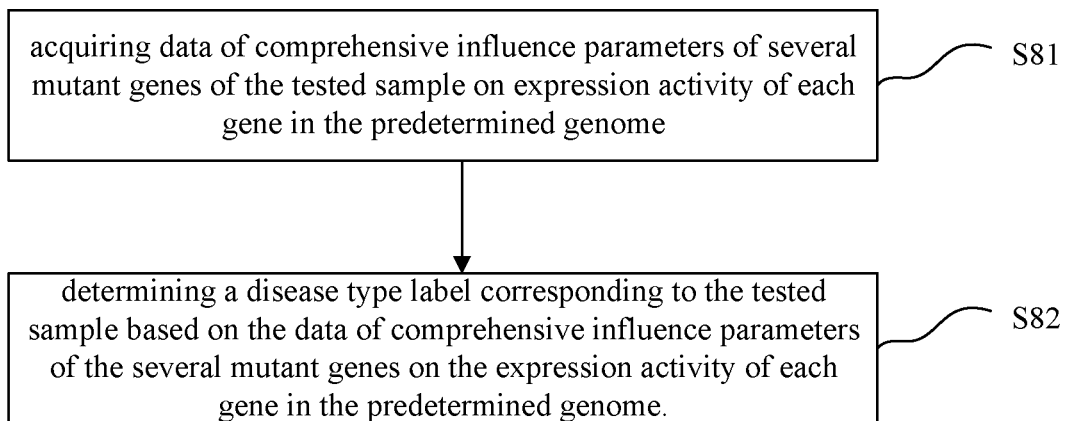 acquiring data of comprehensive influence parameters of several
mutant genes of the tested sample on expression activity of each
gene in the predetermined genome
S81
determining a disease type label corresponding to the tested
sample based on the data of comprehensive influence parameters
of the several mutant genes on the expression activity of each
gene in the predetermined genome.
S82